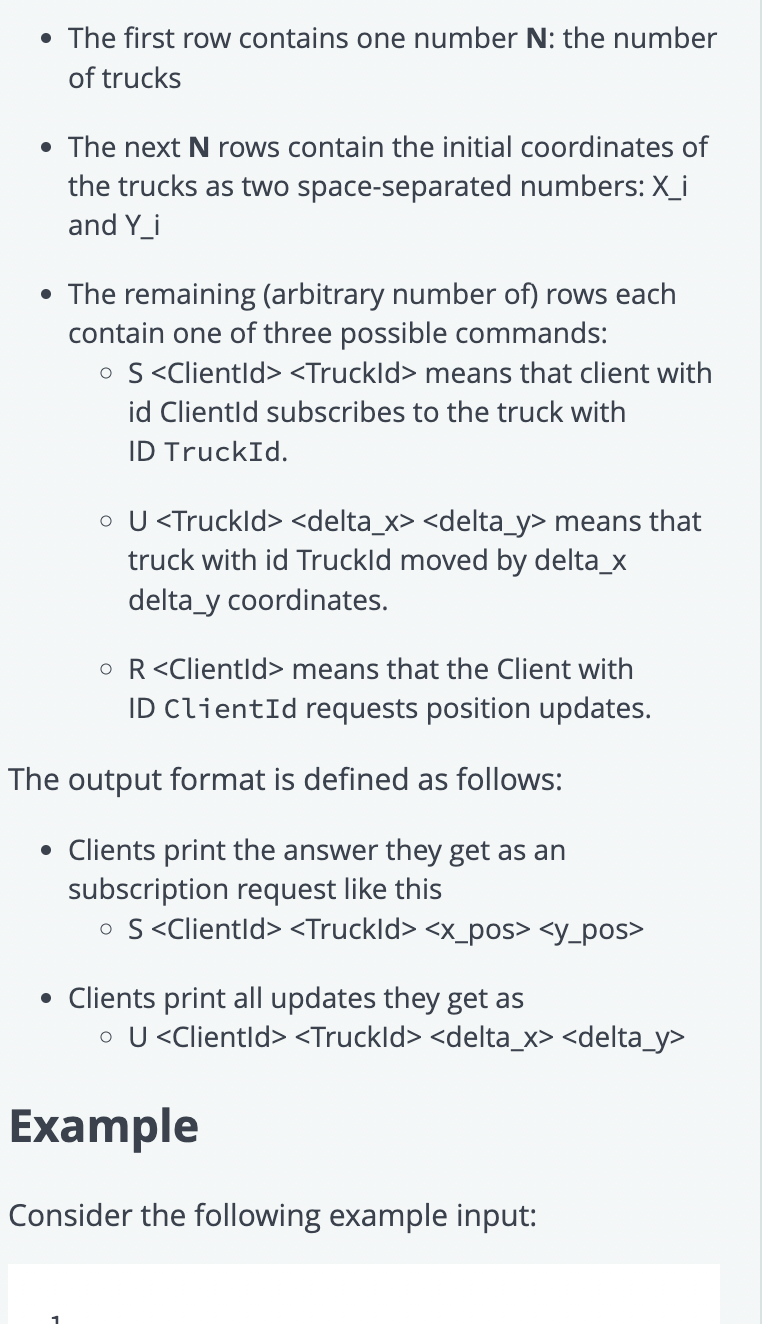 • The first row contains one number N: the number
of trucks
• The next N rows contain the initial coordinates of
the trucks as two space-separated numbers: X_i
and Y_i
• The remaining (arbitrary number of) rows each
contain one of three possible commands:
○ S <ClientId> <TruckId> means that client with
id ClientId subscribes to the truck with
ID TruckId.
○ U <TruckId> <delta_x> <delta_y> means that
truck with id TruckId moved by delta_x
delta_y coordinates.
○ R <ClientId> means that the Client with
ID ClientId requests position updates.
The output format is defined as follows:
• Clients print the answer they get as an
subscription request like this
○ S <ClientId> <TruckId> <x_pos> <y_pos>
• Clients print all updates they get as
○ U <ClientId> <TruckId> <delta_x> <delta_y>
Example
Consider the following example input:
1